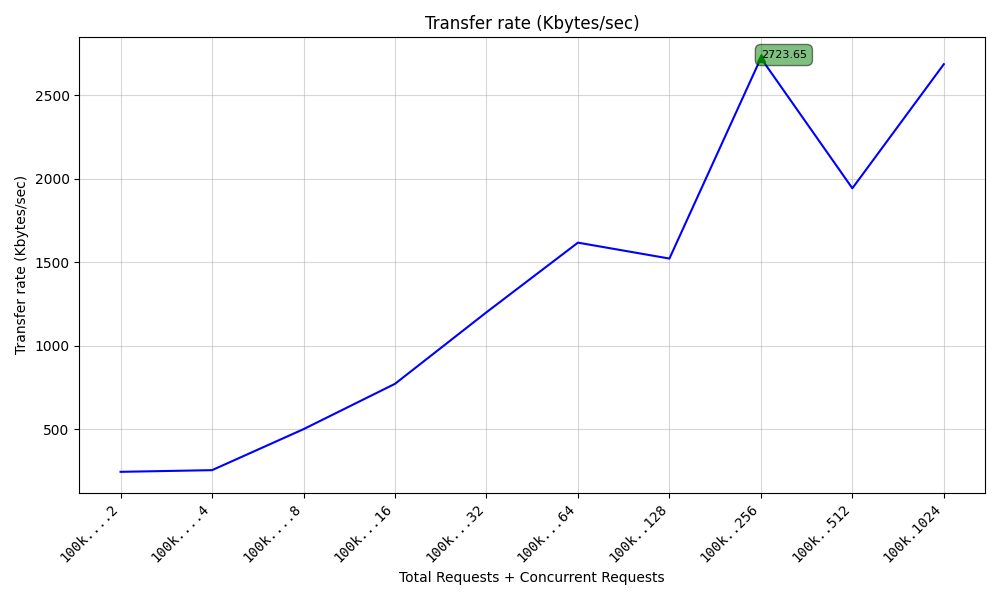 Transfer rate (Kbytes/sec)
2723.65
Transfer rate (Kbytes/sec)
2500
2000
1500
1000
500
100k....2
100k....4
100k....8
100k...16
100k...32
100k...64
100k..128
100k..256
100k..512
100k.1024
Total Requests + Concurrent Requests